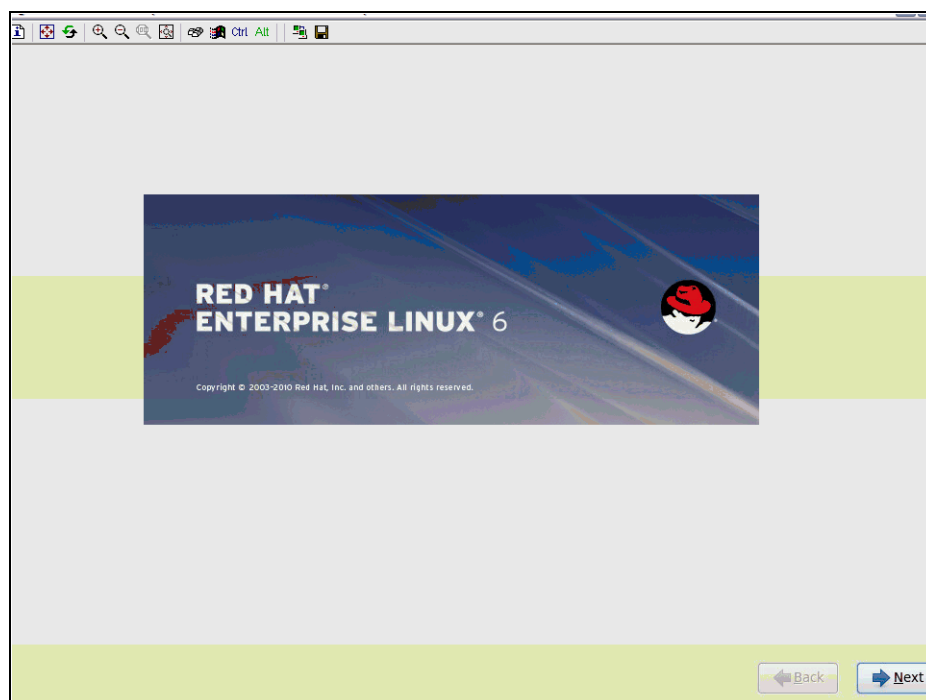 Ctrl Alt
RED HAT®
ENTERPRISE LINUX® 6
Copyright © 2003-2010 Red Hat, Inc. and others. All rights reserved.
Back
Next